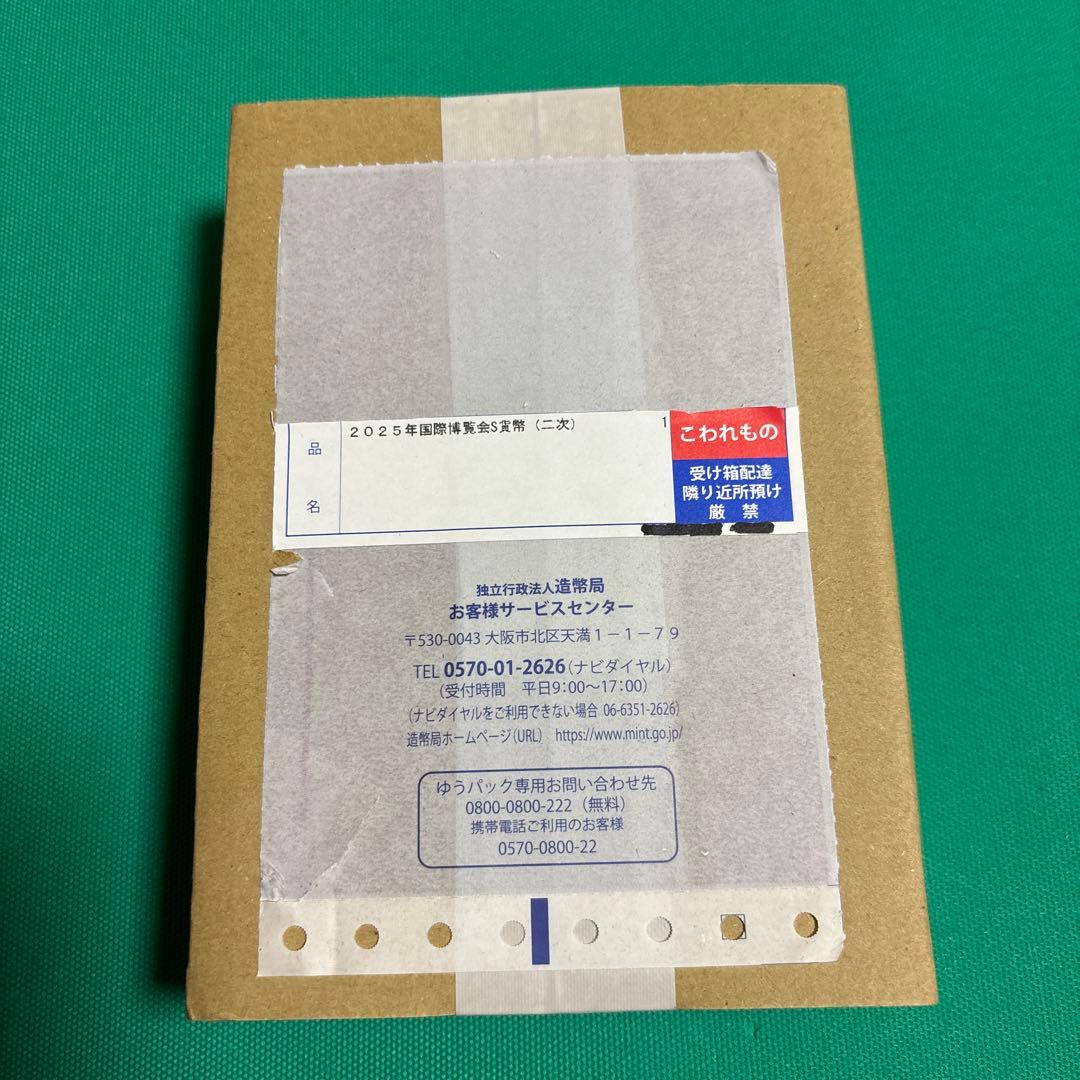 ２０２５年国際博覧会S貨幣（二次） 1
品
名
こわれもの
受け箱配達
隣り近所預け
厳　禁
独立行政法人造幣局
お客様サービスセンター
〒530-0043 大阪市北区天満１－１－７９
TEL 0570-01-2626（ナビダイヤル）
（受付時間　平日9：00～17：00）
（ナビダイヤルをご利用できない場合 06-6351-2626）
造幣局ホームページ（URL）　https://www.mint.go.jp/
ゆうパック専用お問い合わせ先
0800-0800-222（無料）
携帯電話ご利用のお客様
0570-0800-22